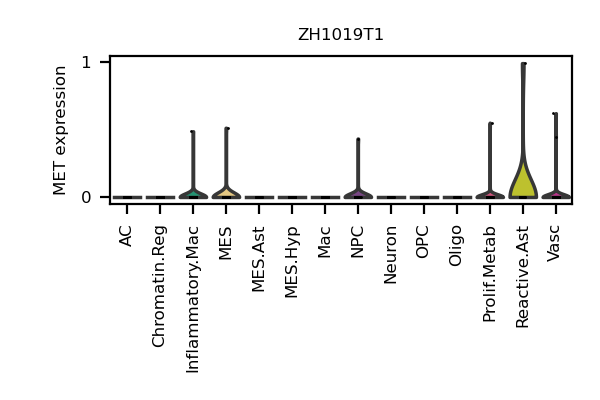 ZH1019T1
MET expression
1
0
AC
Chromatin.Reg
Inflammatory.Mac
MES
MES.Ast
MES.Hyp
Mac
NPC
Neuron
OPC
Oligo
Prolif.Metab
Reactive.Ast
Vasc